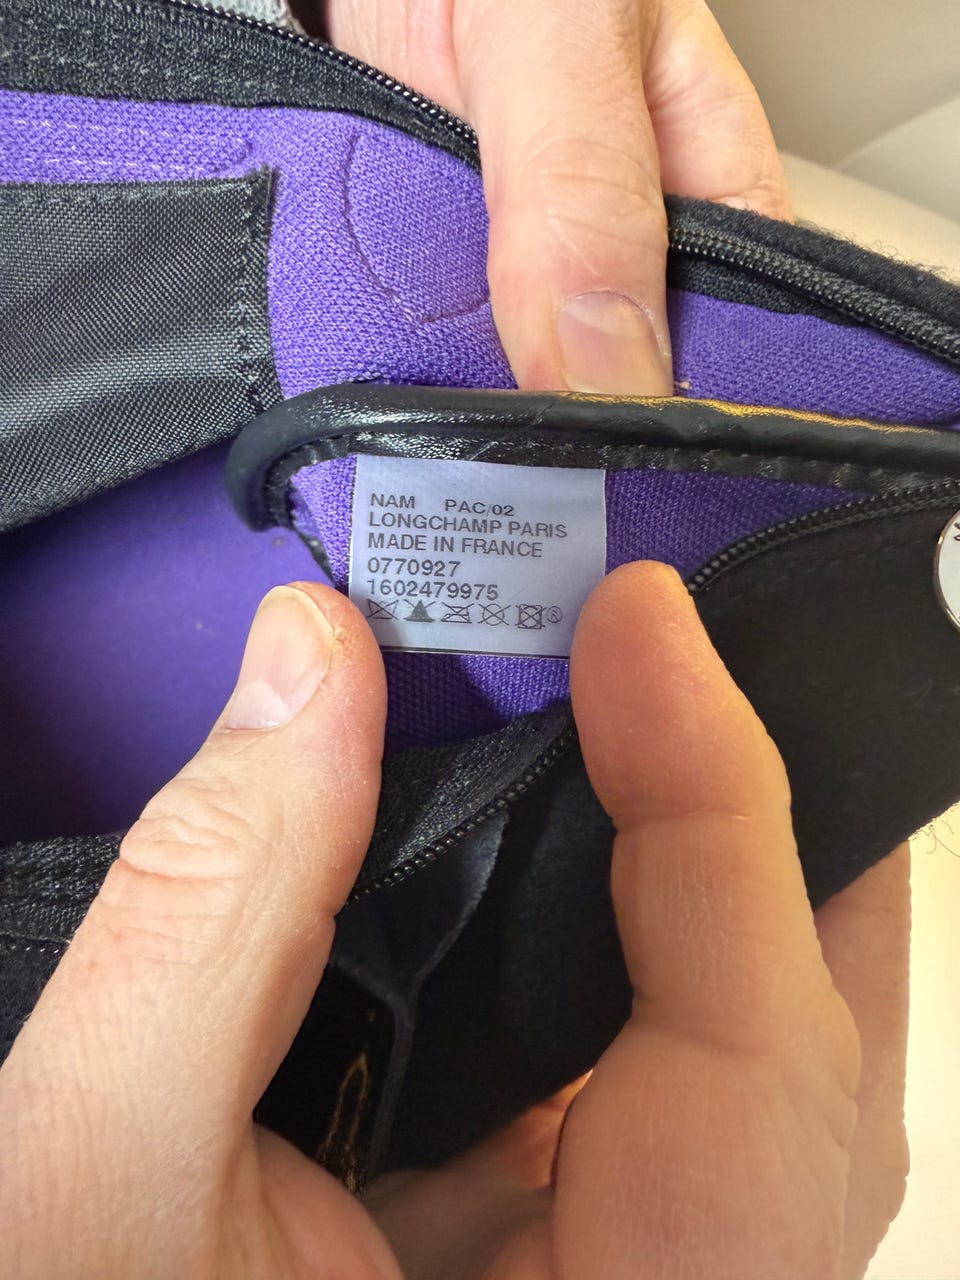 NAM PAC/02
LONGCHAMP PARIS
MADE IN FRANCE
0770927
1602479975